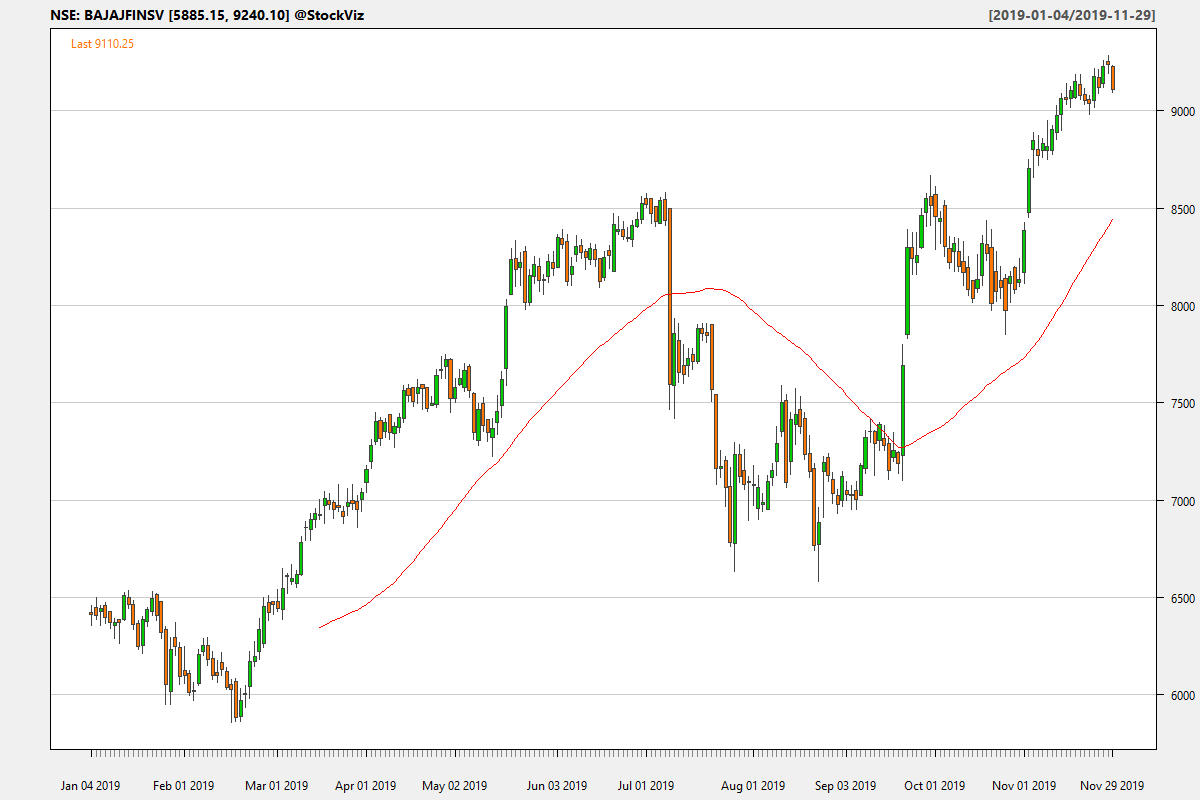 NSE: BAJAJFINSV [5885.15, 9240.10] @StockViz
[2019-01-04/2019-11-29]
Last 9110.25
9000
8500
8000
7500
7000
6500
6000
Jan 04 2019 Feb 01 2019 Mar 01 2019 Apr 01 2019 May 02 2019 Jun 03 2019 Jul 01 2019 Aug 01 2019 Sep 03 2019 Oct 01 2019 Nov 01 2019 Nov 29 2019